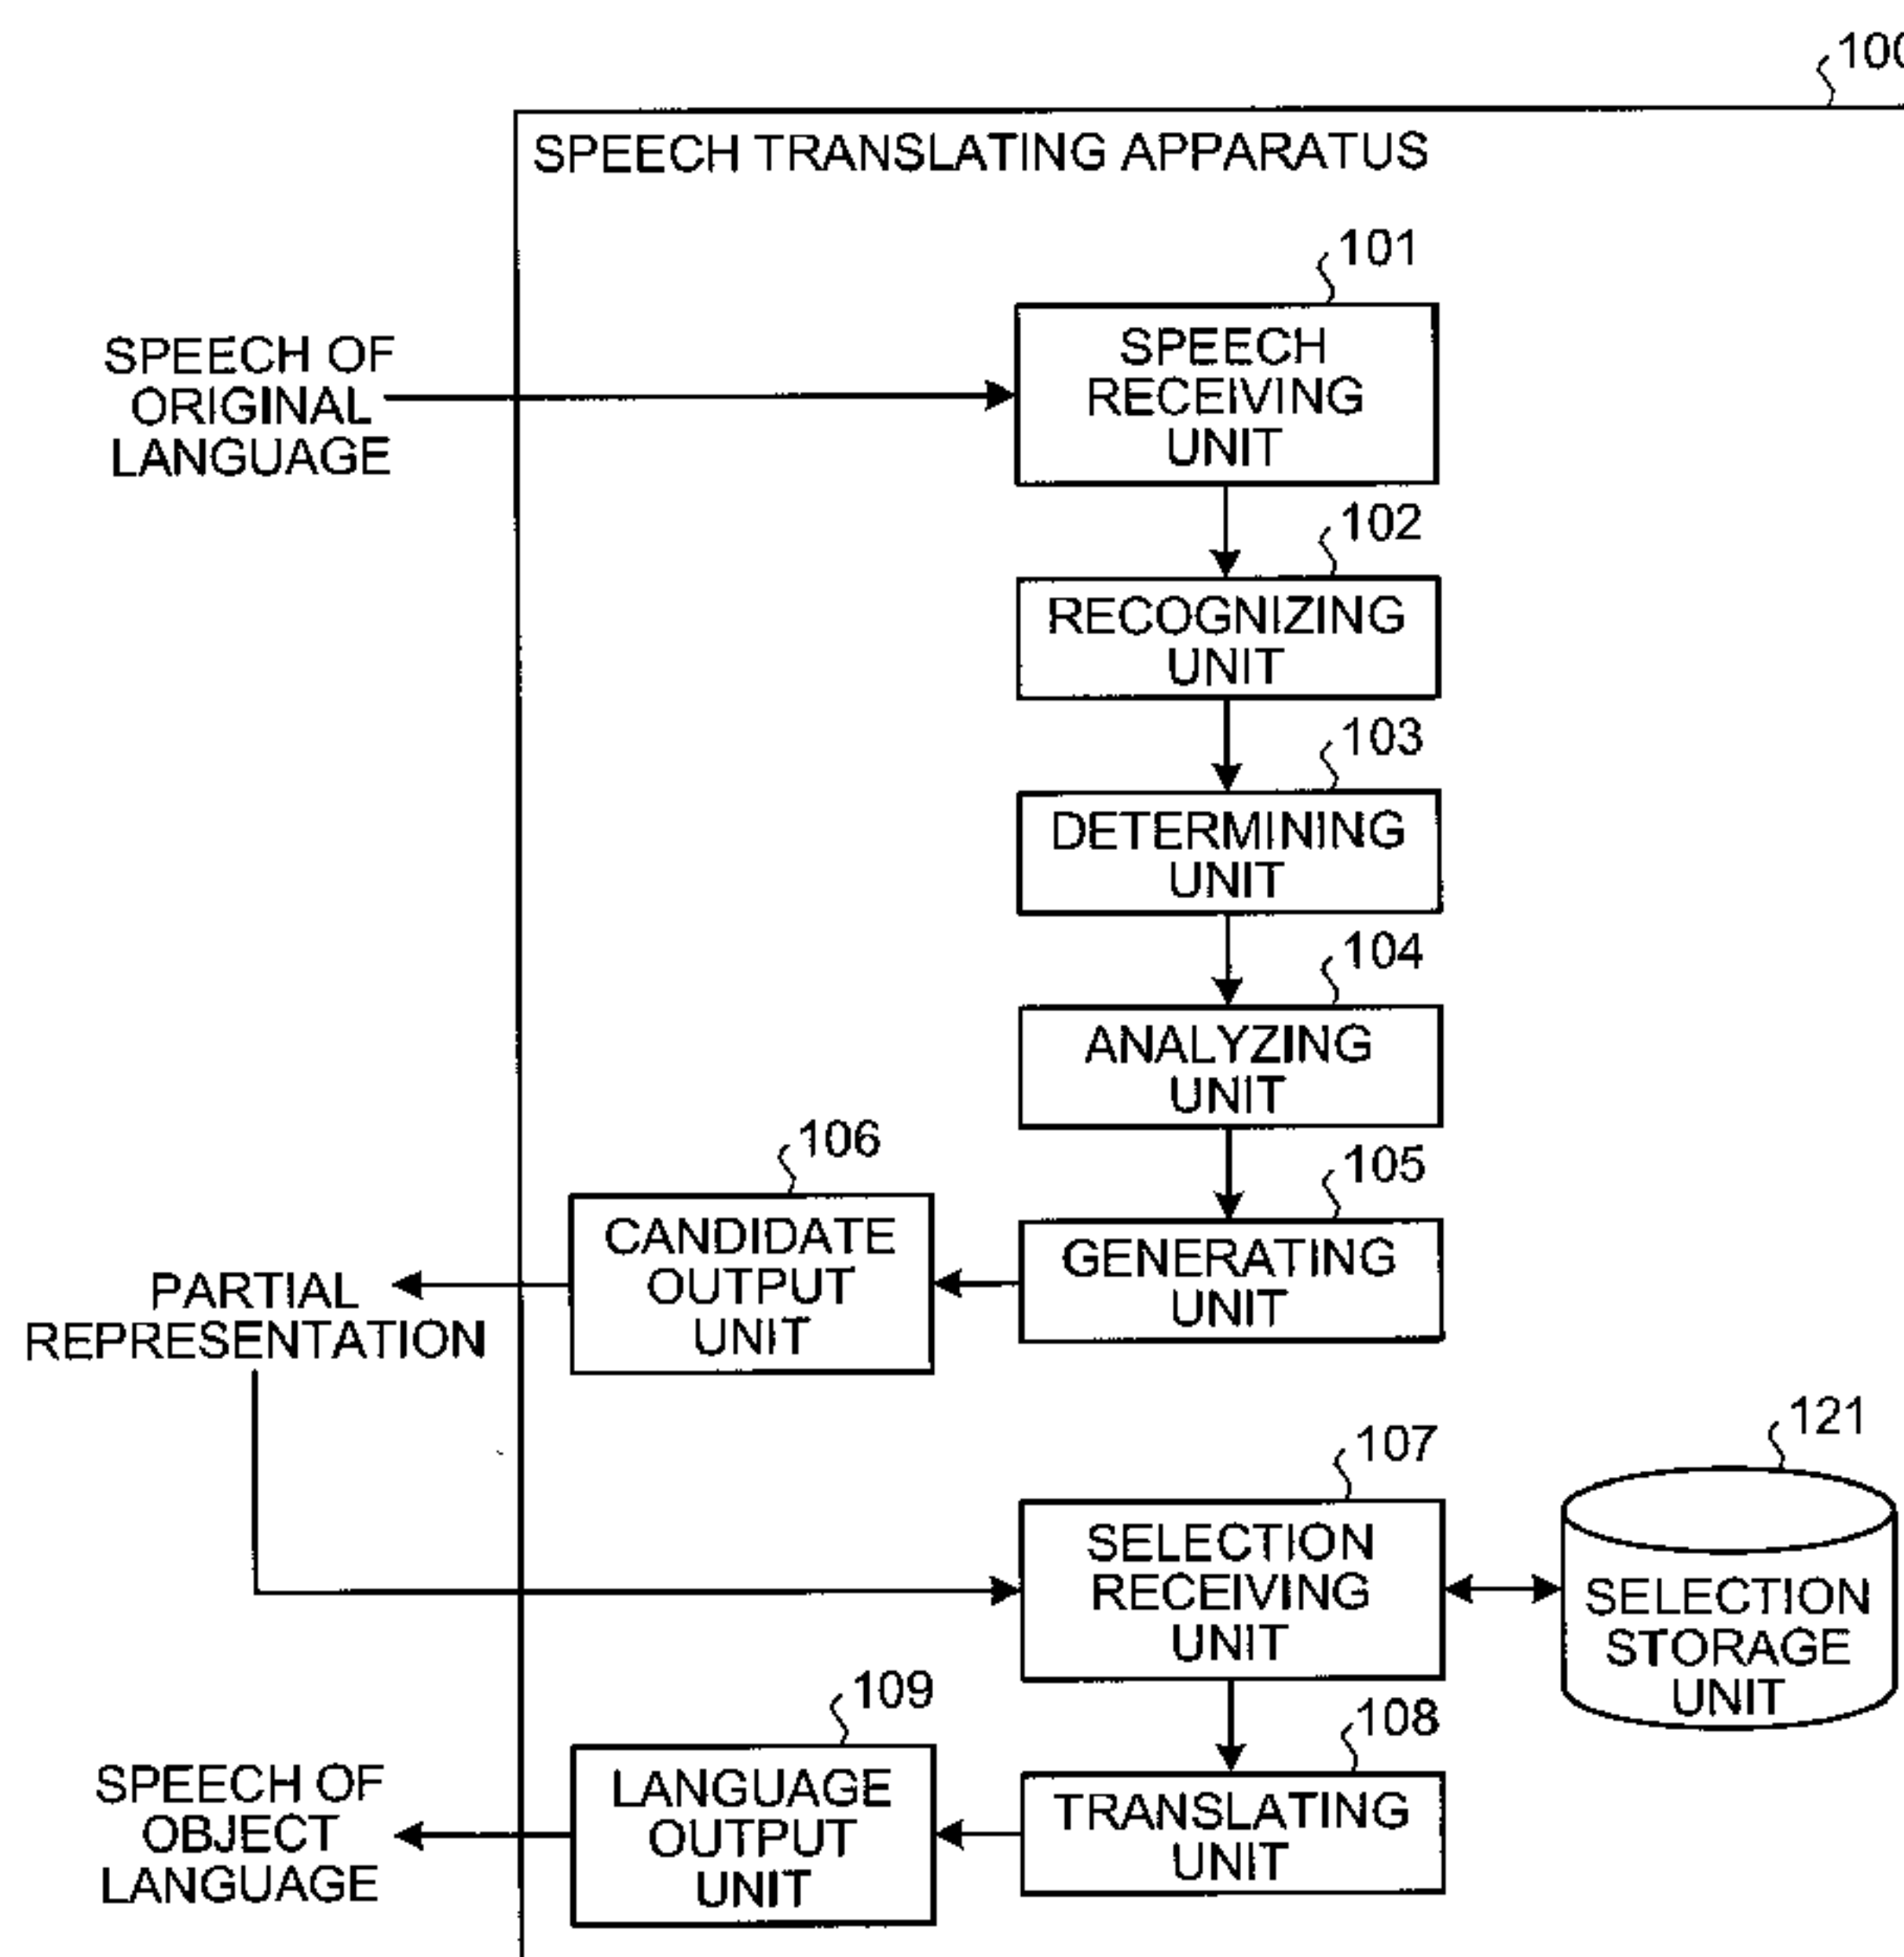 100
SPEECH TRANSLATING APPARATUS
101
SPEECH OF
ORIGINAL
LANGUAGE
SPEECH
RECEIVING
UNIT
102
RECOGNIZING
UNIT
103
DETERMINING
UNIT
104
ANALYZING
UNIT
106
105
CANDIDATE
OUTPUT
UNIT
GENERATING
UNIT
PARTIAL
REPRESENTATION
107
121
SELECTION
RECEIVING
UNIT
SELECTION
STORAGE
UNIT
109
108
SPEECH OF
OBJECT
LANGUAGE
LANGUAGE
OUTPUT
UNIT
TRANSLATING
UNIT